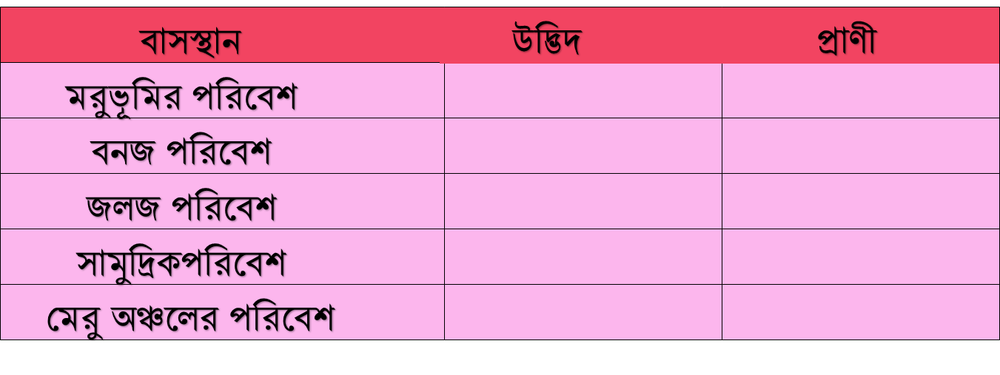 বাসস্থান উদ্ভিদ প্রাণী
মরুভূমির পরিবেশ
বনজ পরিবেশ
জলজ পরিবেশ
সামুদ্রিকপরিবেশ
মেরু অঞ্চলের পরিবেশ